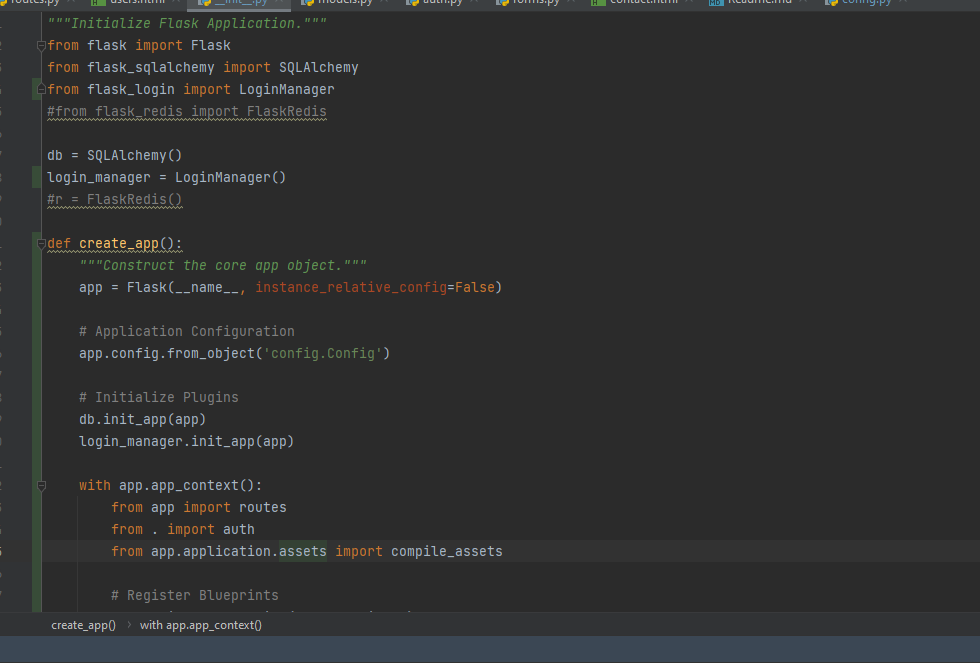 routes.py users.html __init__.py models.py auth.py forms.py contact.html Readme.md config.py
"""Initialize Flask Application."""
from flask import Flask
from flask_sqlalchemy import SQLAlchemy
from flask_login import LoginManager
#from flask_redis import FlaskRedis
db = SQLAlchemy()
login_manager = LoginManager()
#r = FlaskRedis()
def create_app():
"""Construct the core app object."""
app = Flask(__name__, instance_relative_config=False)
# Application Configuration
app.config.from_object('config.Config')
# Initialize Plugins
db.init_app(app)
login_manager.init_app(app)
with app.app_context():
from app import routes
from . import auth
from app.application.assets import compile_assets
# Register Blueprints
create_app() › with app.app_context()